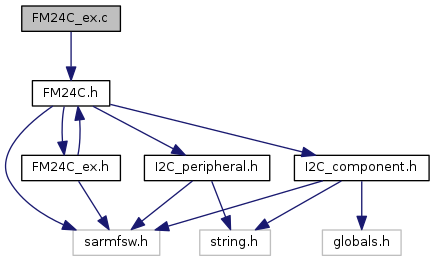 FM24C_ex.c
FM24C.h
FM24C_ex.h
I2C_peripheral.h
I2C_component.h
sarmfsw.h
string.h
globals.h